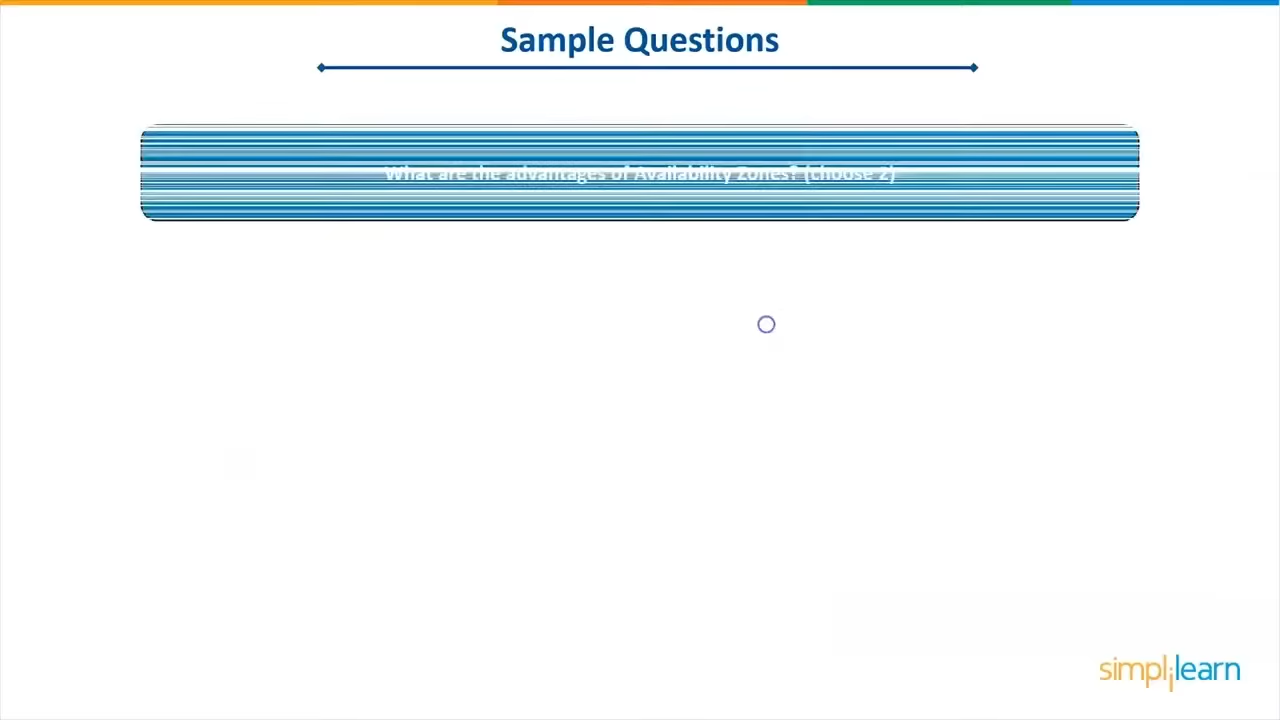 Sample Questions
What are the advantages of Availability Zones? (choose 2)
simplilearn